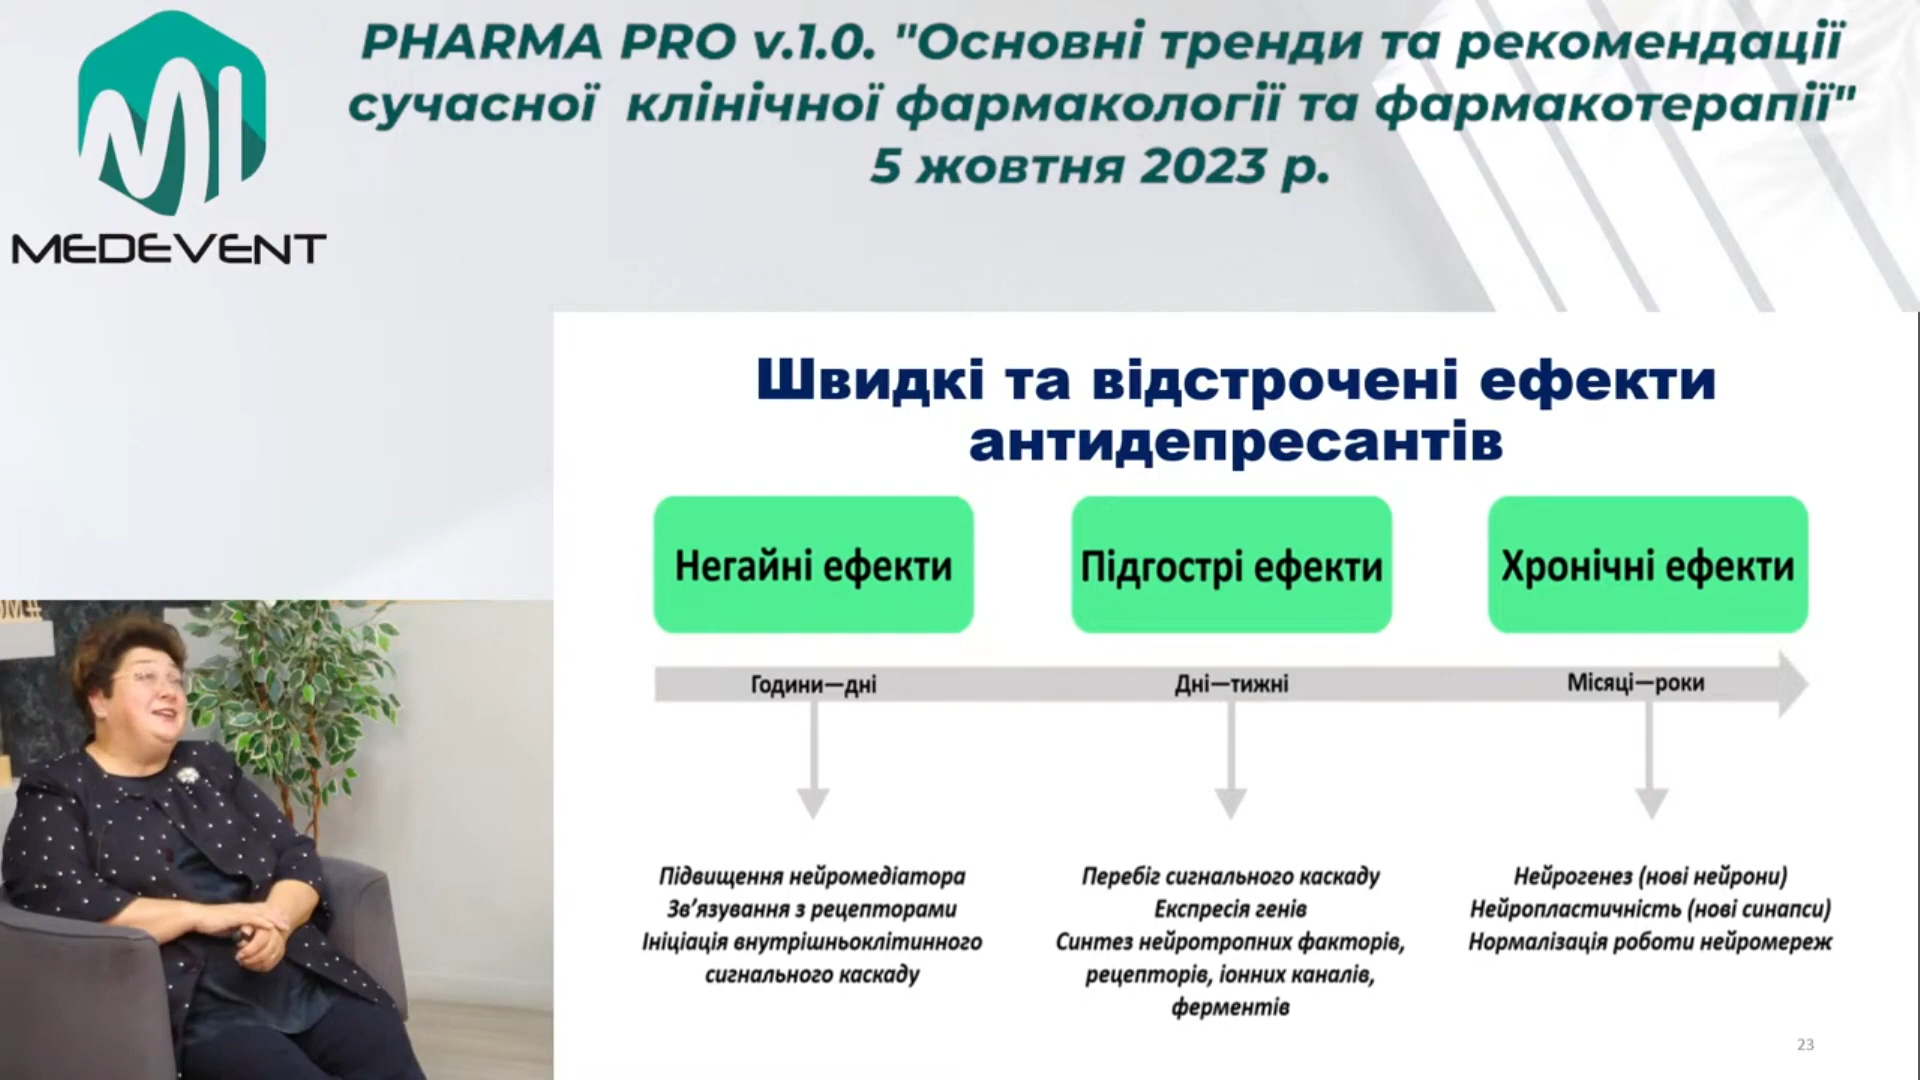 PHARMA PRO v.1.0. "Основні тренди та рекомендації
сучасної клінічної фармакології та фармакотерапії"
5 жовтня 2023 р.
MEDEVENT
Швидкі та відстрочені ефекти
антидепресантів
Негайні ефекти
Підгострі ефекти
Хронічні ефекти
Години—дні
Дні—тижні
Місяці—роки
Підвищення нейромедіатора
Зв’язування з рецепторами
Ініціація внутрішньоклітинного
сигнального каскаду
Перебіг сигнального каскаду
Експресія генів
Синтез нейротропних факторів,
рецепторів, іонних каналів,
ферментів
Нейрогенез (нові нейрони)
Нейропластичність (нові синапси)
Нормалізація роботи нейромереж
23